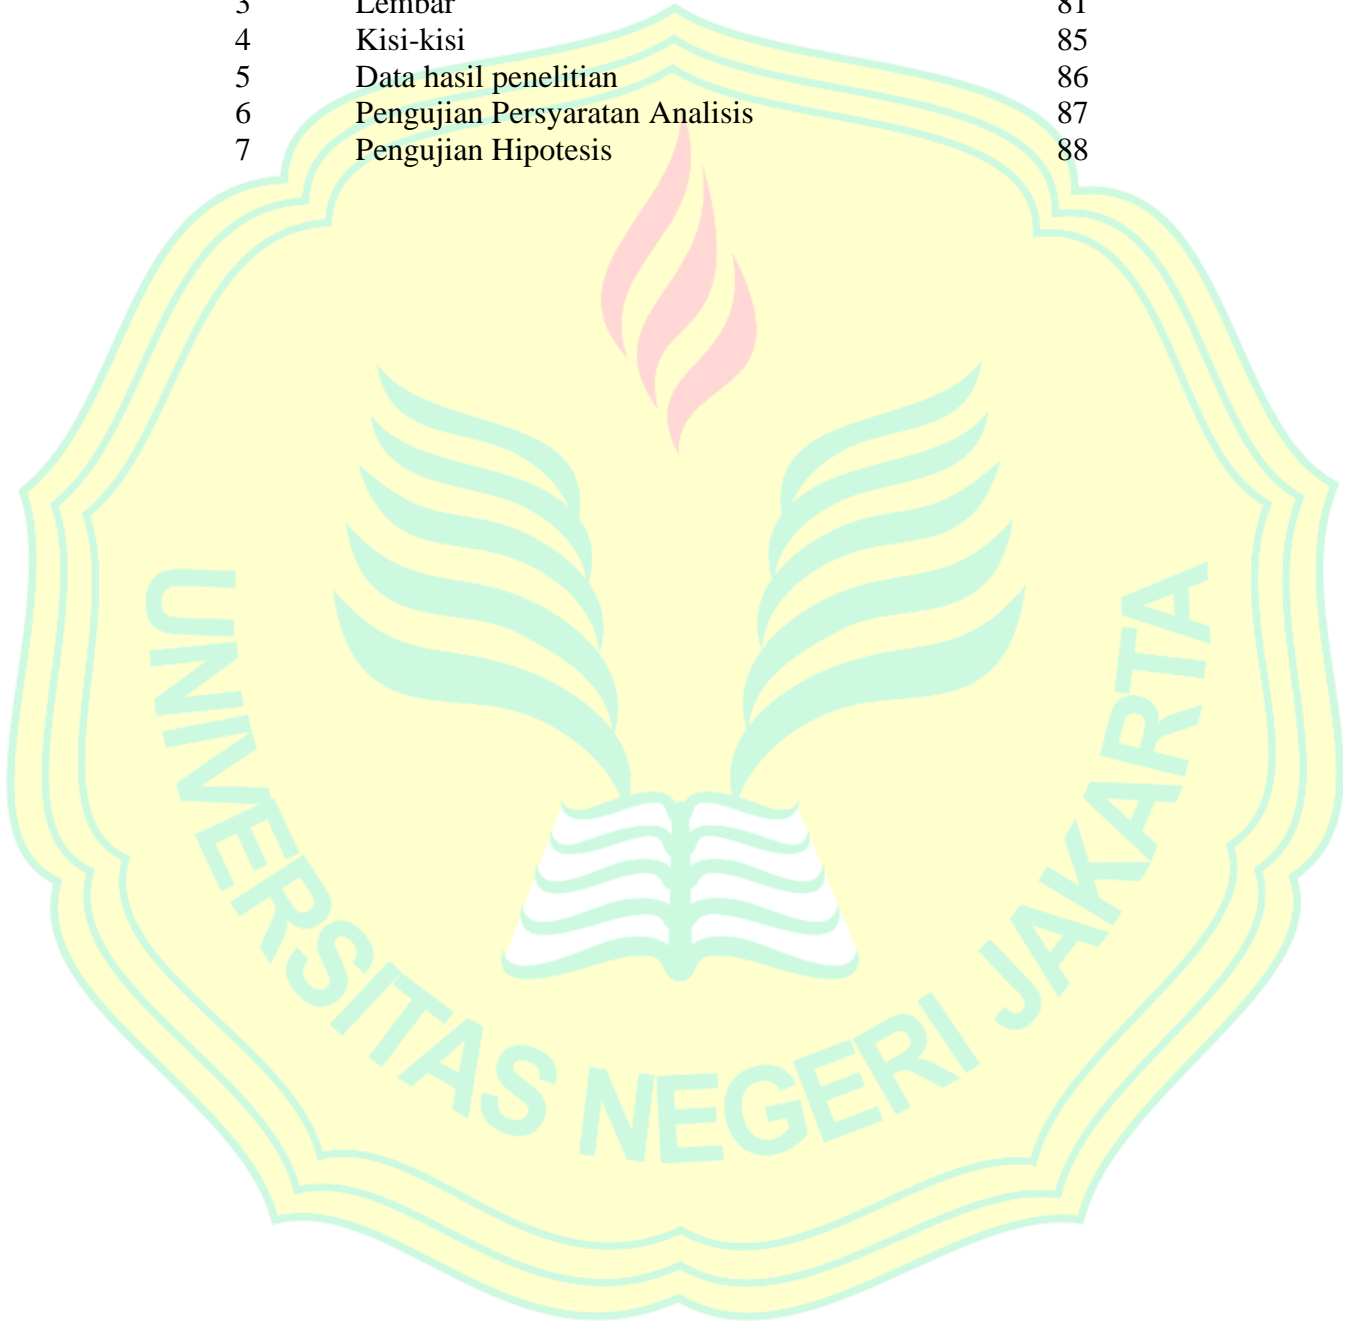 3 Lembar 81
4 Kisi-kisi 85
5 Data hasil penelitian 86
6 Pengujian Persyaratan Analisis 87
7 Pengujian Hipotesis 88
UNIVERSITAS NEGERI JAKARTA